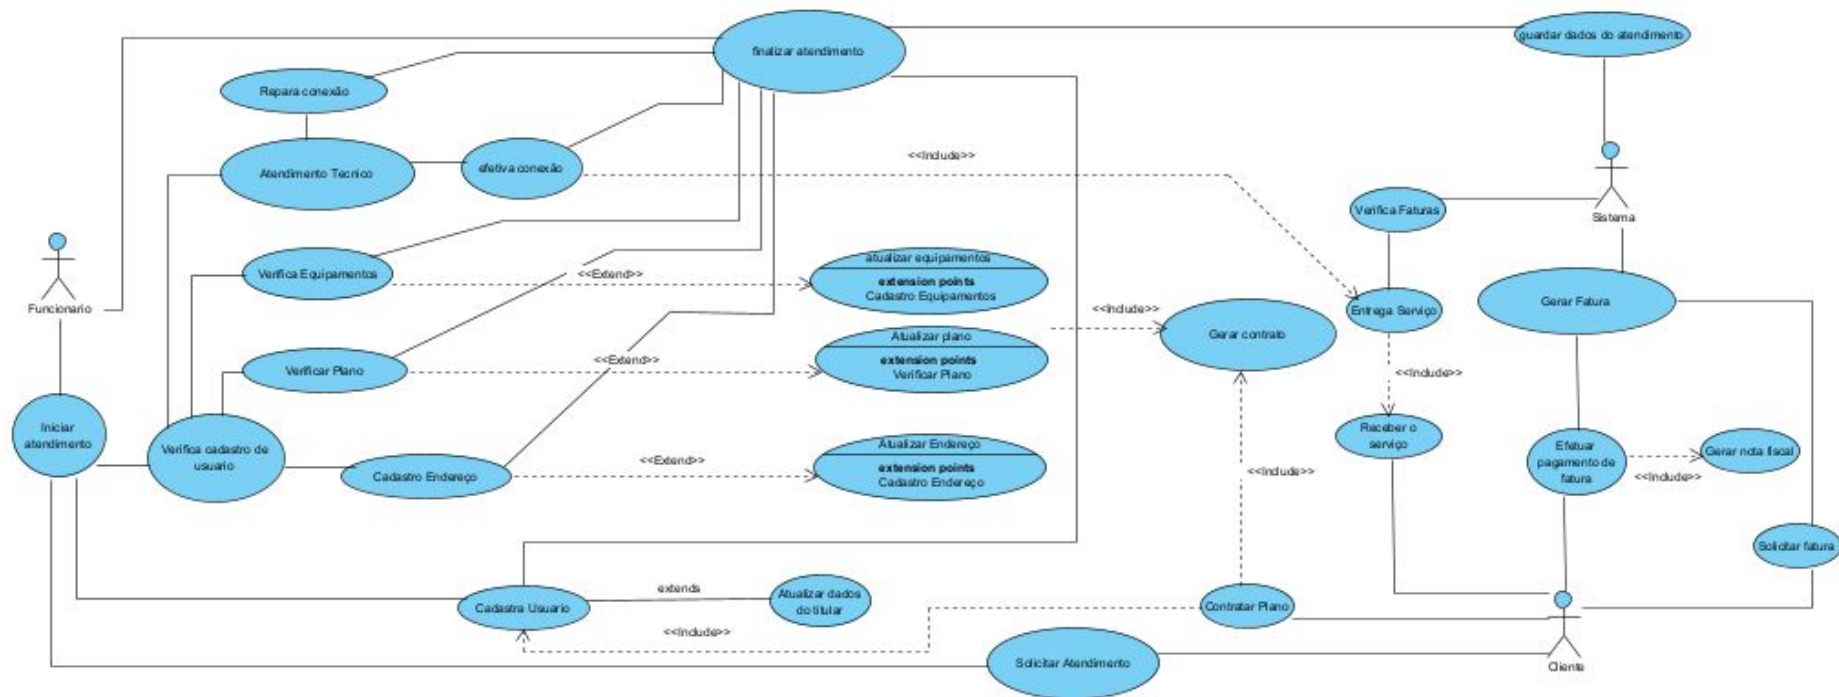 finalizar atendimento
guardar dados do atendimento
Repara conexão
Atendimento Tecnico
efetiva conexão
<<Include>>
Verifica Faturas
Sistema
Funcionario
Verifica Equipamentos
<<Extend>>
atualizar equipamentos
extension points
Cadastro Equipamentos
<<Include>>
Gerar contrato
Entrega Serviço
Gerar Fatura
Verificar Plano
<<Extend>>
Atualizar plano
extension points
Verificar Plano
<<Include>>
Iniciar
atendimento
Verifica cadastro de
usuario
Cadastro Endereço
<<Extend>>
Atualizar Endereço
extension points
Cadastro Endereço
<<Include>>
Receber o
serviço
Efetuar
pagamento de
fatura
<<Include>>
Gerar nota fiscal
Solicitar fatura
Cadastra Usuario
extends
Atualizar dados
do titular
<<Include>>
Contratar Plano
Solicitar Atendimento
Cliente